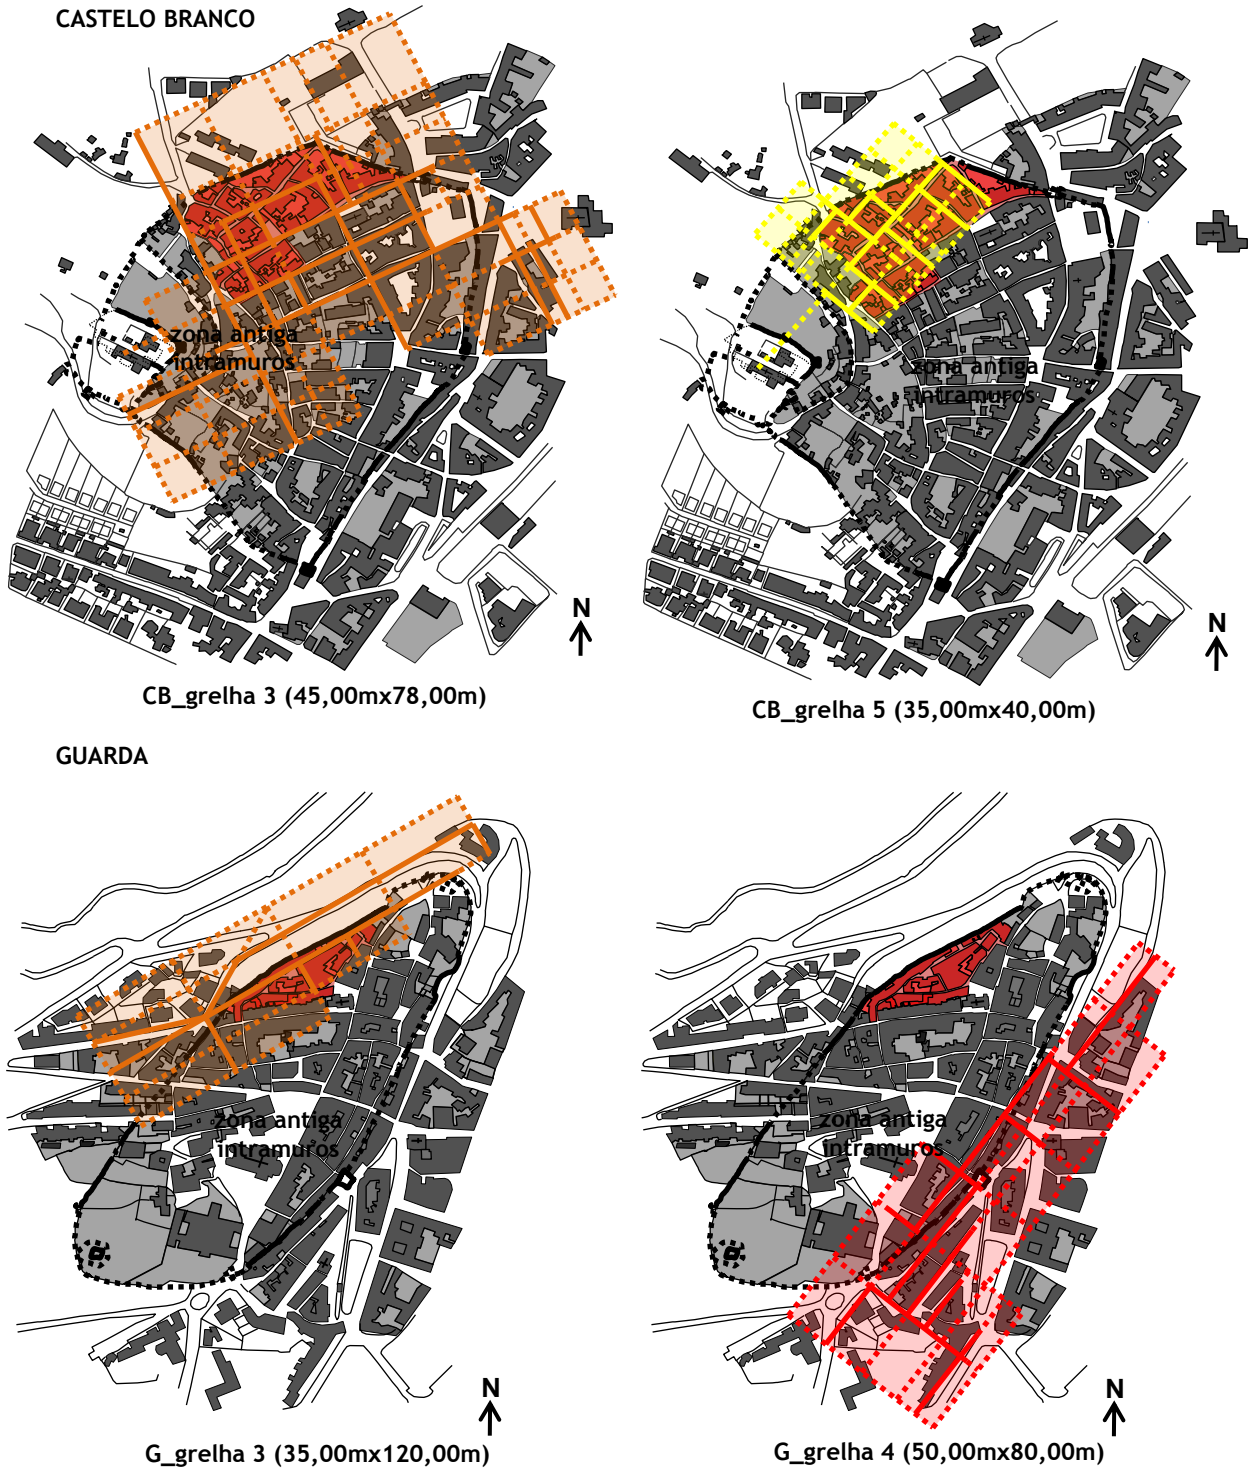 CASTELO BRANCO
zona antiga
intramuros
N
CB_grelha 3 (45,00mx78,00m)
zona antiga
intramuros
N
CB_grelha 5 (35,00mx40,00m)
GUARDA
zona antiga
intramuros
N
G_grelha 3 (35,00mx120,00m)
zona antiga
intramuros
N
G_grelha 4 (50,00mx80,00m)